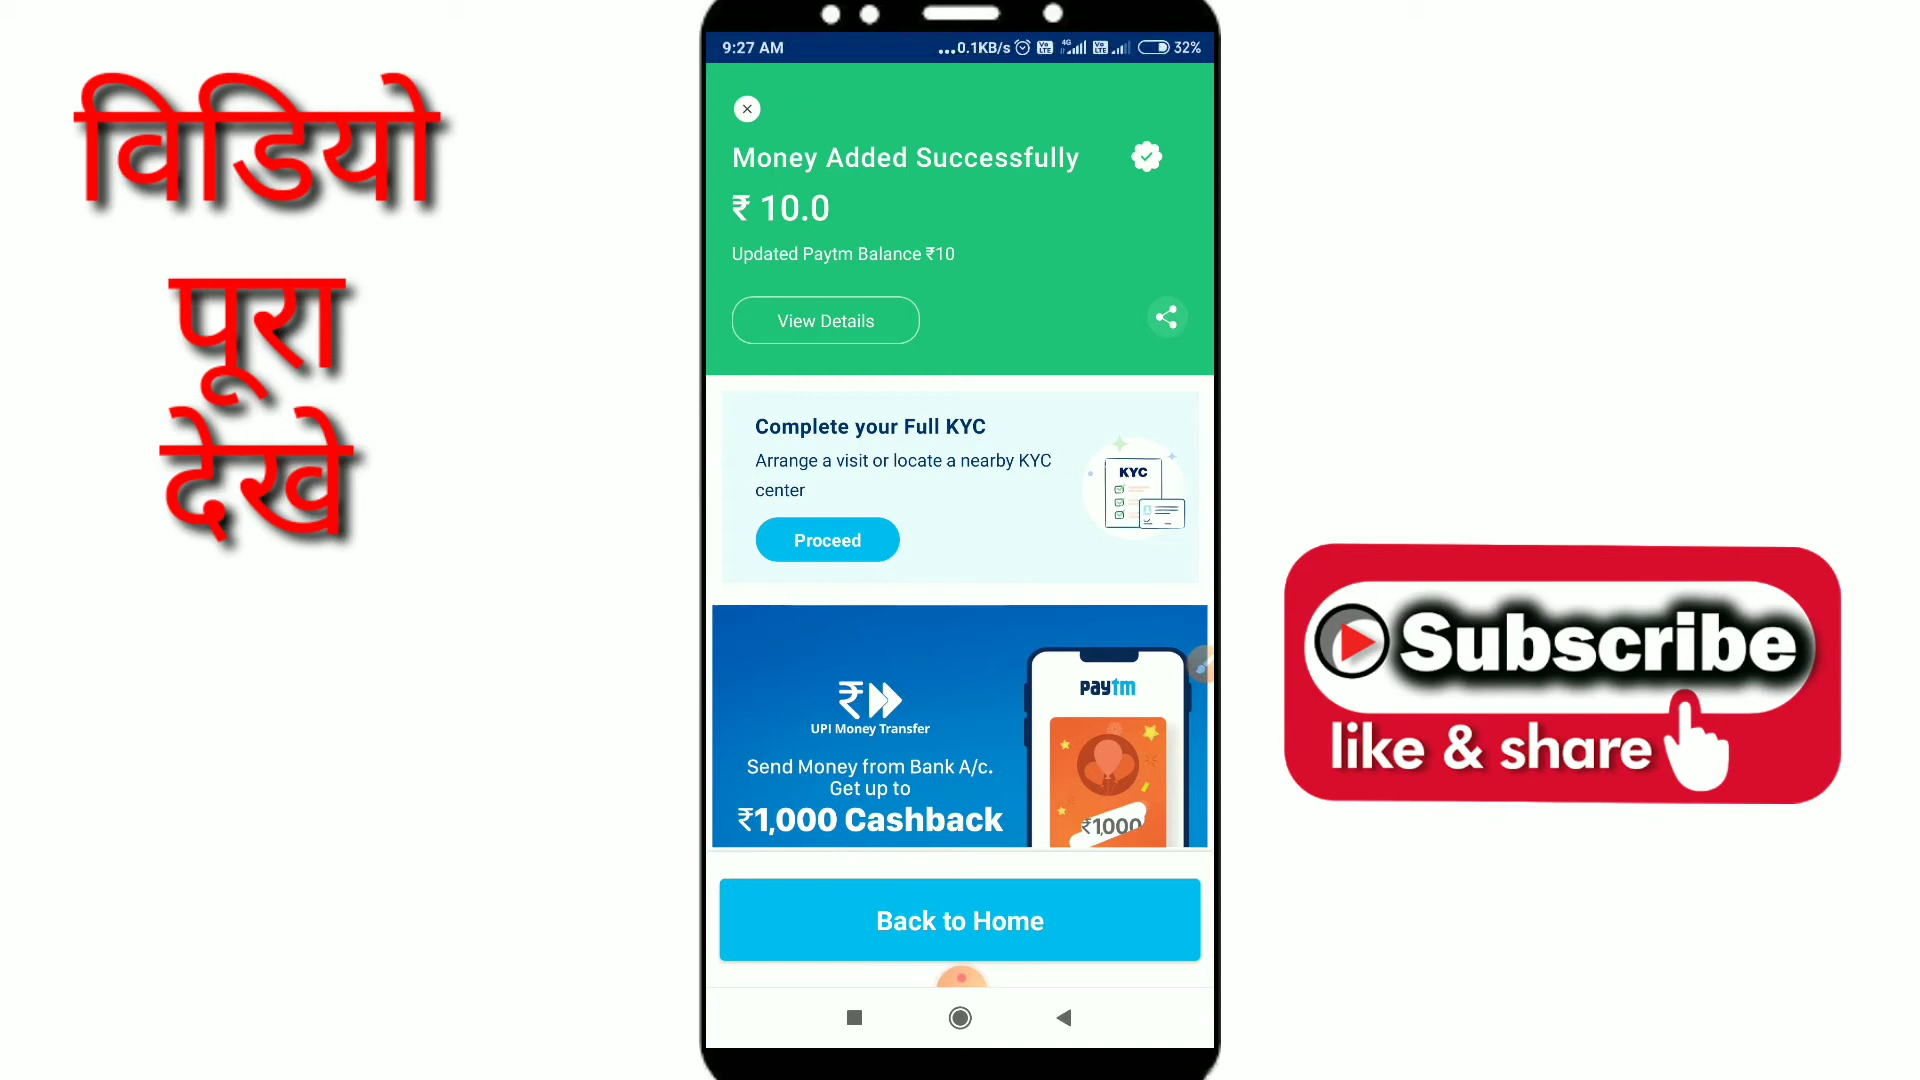 विडियो
पूरा
देखे
9:27 AM
...0.1KB/s
4G
32%
Money Added Successfully
₹ 10.0
Updated Paytm Balance ₹10
View Details
Complete your Full KYC
Arrange a visit or locate a nearby KYC
center
KYC
Proceed
paytm
UPI Money Transfer
Send Money from Bank A/c.
Get up to
₹1,000 Cashback
₹1000
Back to Home
Subscribe
like & share